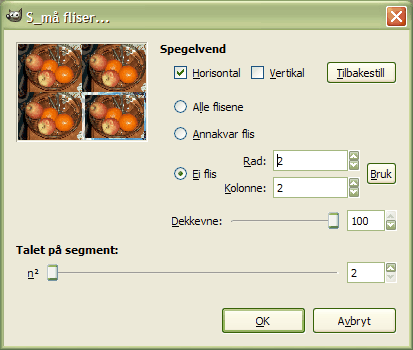 S_må fliser...
Spegelvend
Horisontal Vertikal Tilbakestill
Alle flisene
Annakvar flis
Ei flis
Rad: 2
Kolonne: 2
Bruk
Dekkevne: 100
Talet på segment:
n² 2
OK Avbryt